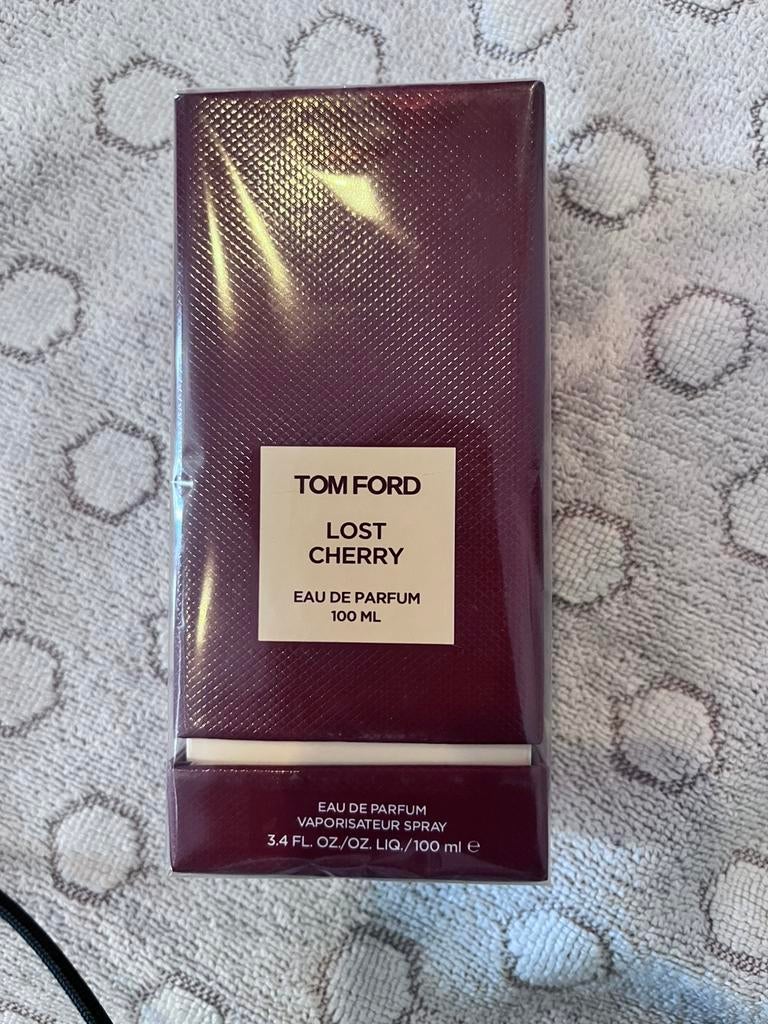 TOM FORD
LOST
CHERRY
EAU DE PARFUM
100 ML
EAU DE PARFUM
VAPORISATEUR SPRAY
3.4 FL. OZ./OZ. LIQ./100 ml ℮